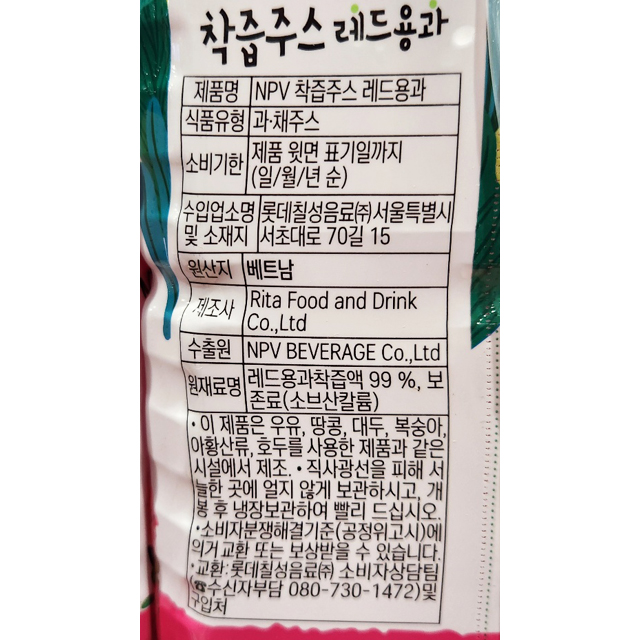 착즙주스 레드용과
제품명 NPV 착즙주스 레드용과
식품유형 과·채주스
소비기한 제품 윗면 표기일까지
(일/월/년 순)
수입업소명 롯데칠성음료㈜서울특별시
및 소재지 서초대로 70길 15
원산지 베트남
제조사 Rita Food and Drink
Co.,Ltd
수출원 NPV BEVERAGE Co.,Ltd
원재료명 레드용과착즙액 99 %, 보
존료(소브산칼륨)
·이 제품은 우유, 땅콩, 대두, 복숭아,
아황산류, 호두를 사용한 제품과 같은
시설에서 제조. ·직사광선을 피해 서
늘한 곳에 얼지 않게 보관하시고, 개
봉 후 냉장보관하여 빨리 드십시오.
·소비자분쟁해결기준(공정위고시)에
의거 교환 또는 보상받을 수 있습니다.
·교환:롯데칠성음료㈜ 소비자상담팀
(☎수신자부담 080-730-1472)및
구입처